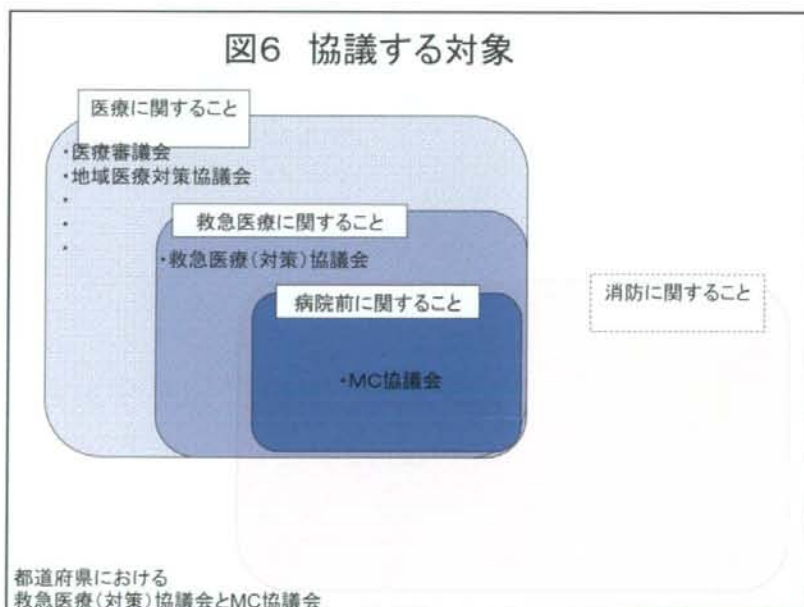 図6 協議する対象
医療に関すること
・医療審議会
・地域医療対策協議会
・
・
・
救急医療に関すること
・救急医療(対策)協議会
病院前に関すること
・MC協議会
消防に関すること
都道府県における
救急医療(対策)協議会とMC協議会